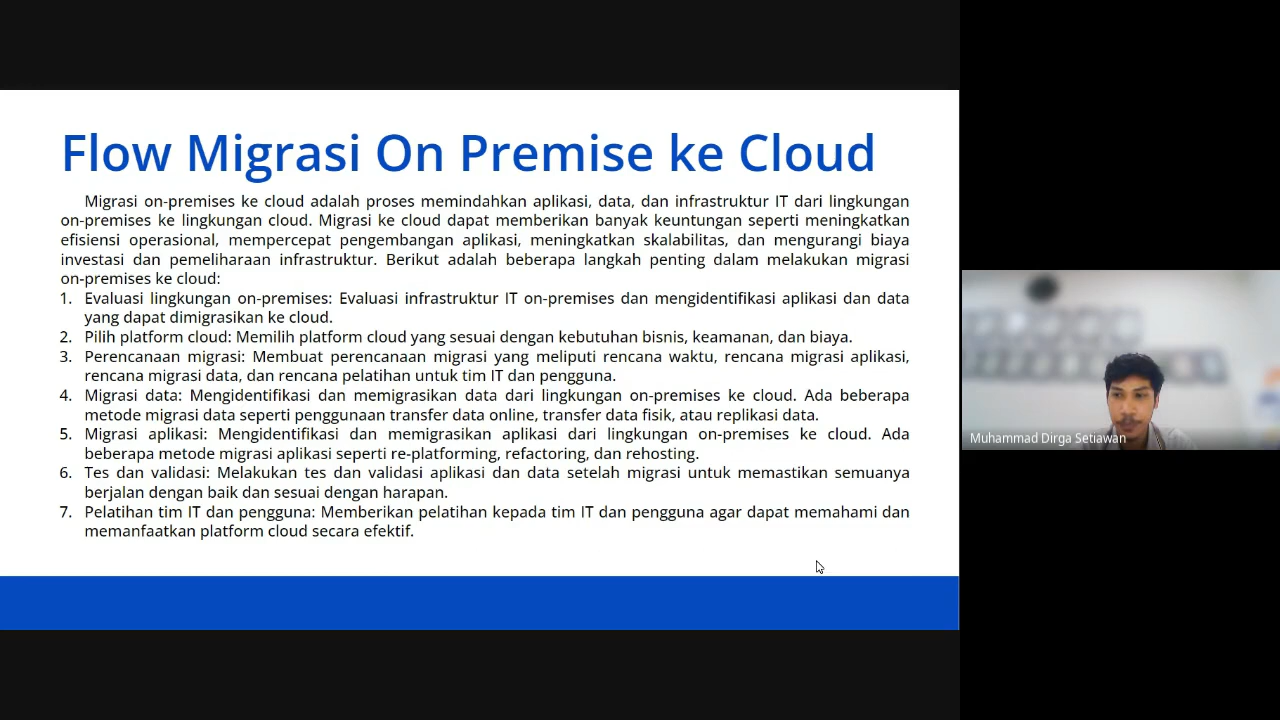 Flow Migrasi On Premise ke Cloud
Migrasi on-premises ke cloud adalah proses memindahkan aplikasi, data, dan infrastruktur IT dari lingkungan
on-premises ke lingkungan cloud. Migrasi ke cloud dapat memberikan banyak keuntungan seperti meningkatkan
efisiensi operasional, mempercepat pengembangan aplikasi, meningkatkan skalabilitas, dan mengurangi biaya
investasi dan pemeliharaan infrastruktur. Berikut adalah beberapa langkah penting dalam melakukan migrasi
on-premises ke cloud:
1. Evaluasi lingkungan on-premises: Evaluasi infrastruktur IT on-premises dan mengidentifikasi aplikasi dan data
yang dapat dimigrasikan ke cloud.
2. Pilih platform cloud: Memilih platform cloud yang sesuai dengan kebutuhan bisnis, keamanan, dan biaya.
3. Perencanaan migrasi: Membuat perencanaan migrasi yang meliputi rencana waktu, rencana migrasi aplikasi,
rencana migrasi data, dan rencana pelatihan untuk tim IT dan pengguna.
4. Migrasi data: Mengidentifikasi dan memigrasikan data dari lingkungan on-premises ke cloud. Ada beberapa
metode migrasi data seperti penggunaan transfer data online, transfer data fisik, atau replikasi data.
5. Migrasi aplikasi: Mengidentifikasi dan memigrasikan aplikasi dari lingkungan on-premises ke cloud. Ada
beberapa metode migrasi aplikasi seperti re-platforming, refactoring, dan rehosting.
6. Tes dan validasi: Melakukan tes dan validasi aplikasi dan data setelah migrasi untuk memastikan semuanya
berjalan dengan baik dan sesuai dengan harapan.
7. Pelatihan tim IT dan pengguna: Memberikan pelatihan kepada tim IT dan pengguna agar dapat memahami dan
memanfaatkan platform cloud secara efektif.
Muhammad Dirga Setiawan